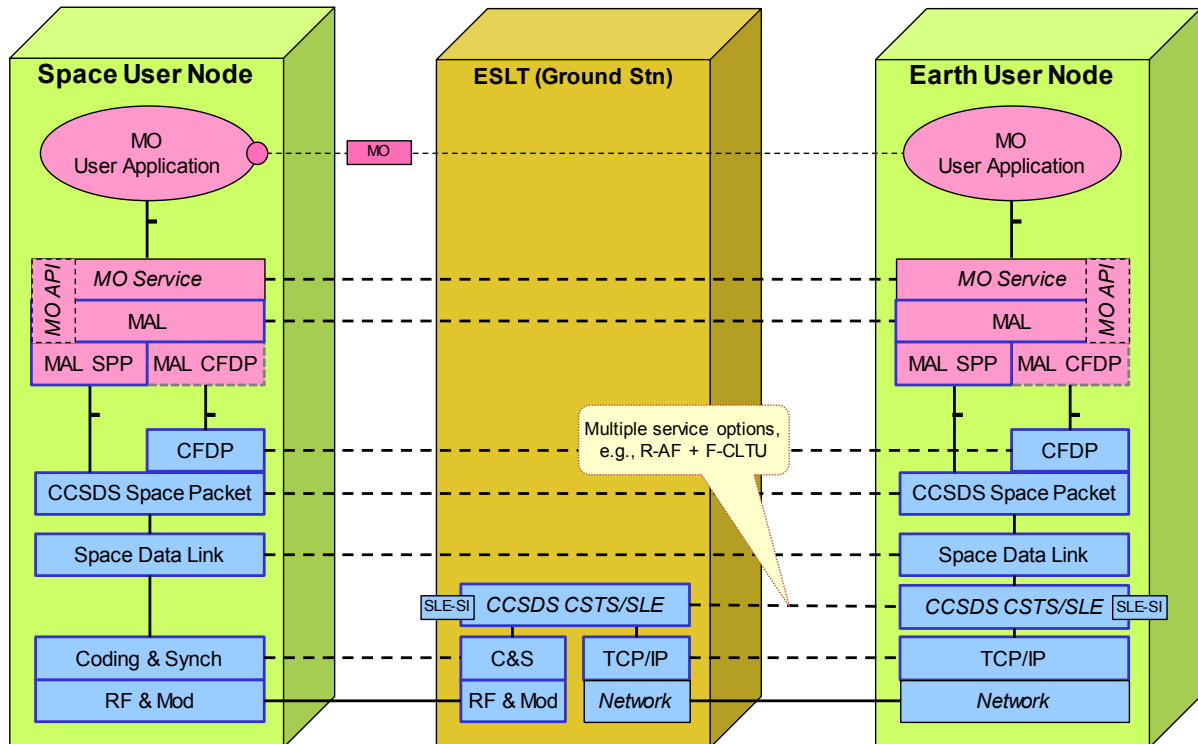 Space User Node
ESLT (Ground Stn)
Earth User Node
MO
User Application
MO
MO
User Application
MO API
MO Service
MAL
MAL SPP
MAL CFDP
MO Service
MO API
MAL
MAL SPP
MAL CFDP
Multiple service options,
e.g., R-AF + F-CLTU
CFDP
CFDP
CCSDS Space Packet
CCSDS Space Packet
Space Data Link
Space Data Link
SLE-SI
CCSDS CSTS/SLE
CCSDS CSTS/SLE
SLE-SI
Coding & Synch
C&S
TCP/IP
TCP/IP
RF & Mod
RF & Mod
Network
Network